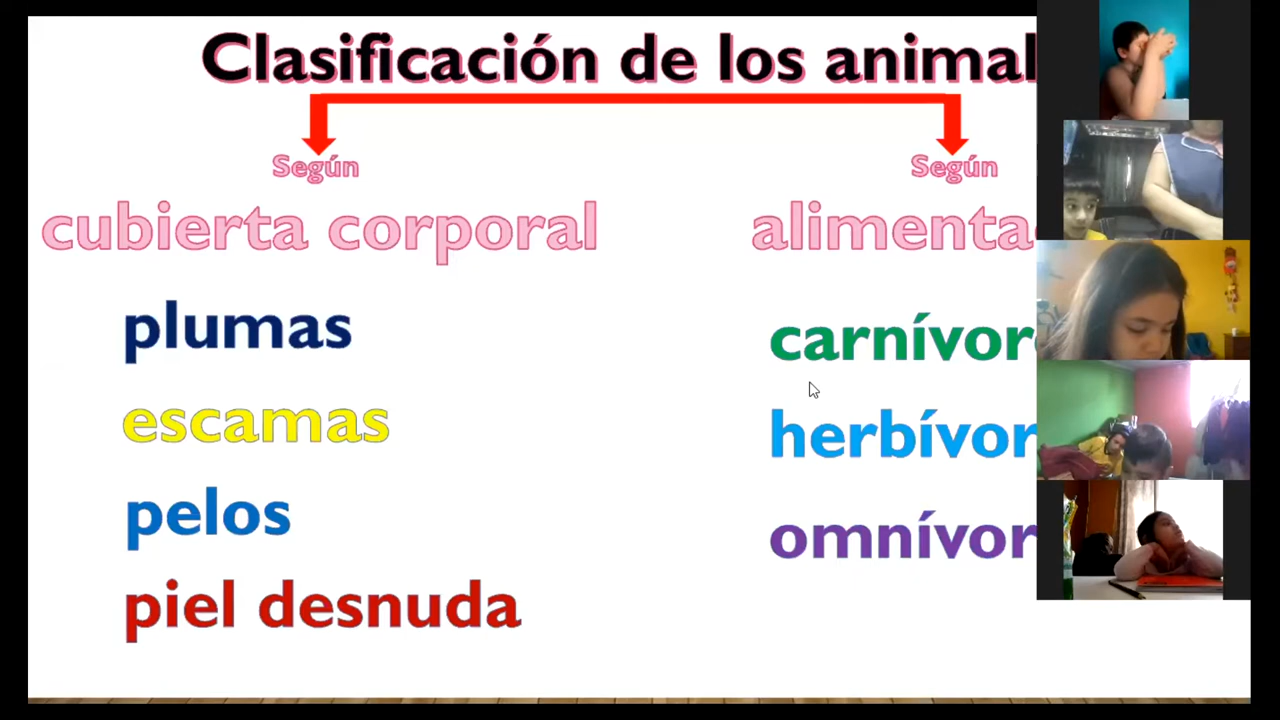 Clasificación de los animal
Según
cubierta corporal
plumas
escamas
pelos
piel desnuda
Según
alimenta
carnívor
herbívor
omnívor